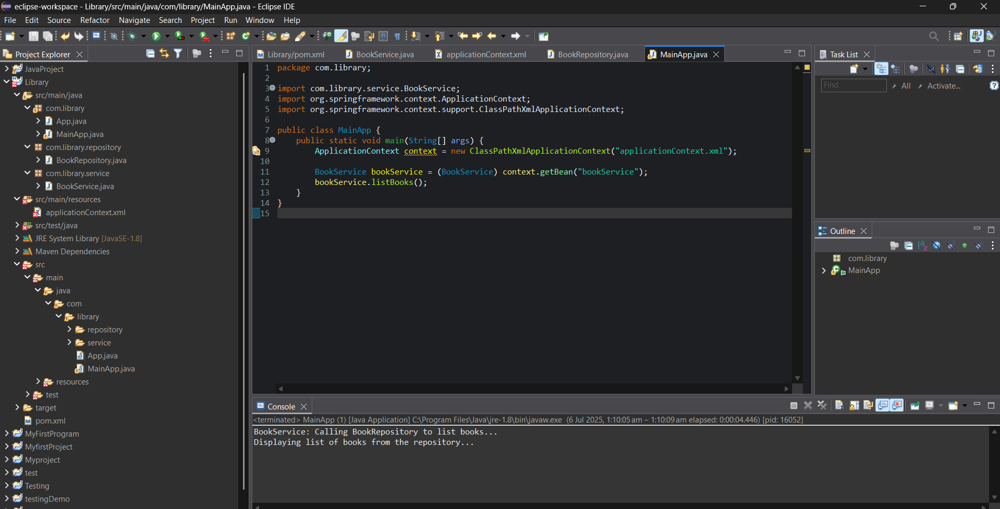 eclipse-workspace - Library/src/main/java/com/library/MainApp.java - Eclipse IDE
File Edit Source Refactor Navigate Search Project Run Window Help
Project Explorer
JavaProject
Library
src/main/java
com.library
App.java
MainApp.java
com.library.repository
BookRepository.java
com.library.service
BookService.java
src/main/resources
applicationContext.xml
src/test/java
JRE System Library [JavaSE-1.8]
Maven Dependencies
src
main
java
com
library
repository
service
App.java
MainApp.java
resources
test
target
pom.xml
MyFirstProgram
MyfirstProject
Myproject
test
Testing
testingDemo
Library/pom.xml BookService.java applicationContext.xml BookRepository.java MainApp.java
1 package com.library;
2
3 import com.library.service.BookService;
4 import org.springframework.context.ApplicationContext;
5 import org.springframework.context.support.ClassPathXmlApplicationContext;
6
7 public class MainApp {
8     public static void main(String[] args) {
9         ApplicationContext context = new ClassPathXmlApplicationContext("applicationContext.xml");
10
11         BookService bookService = (BookService) context.getBean("bookService");
12         bookService.listBooks();
13     }
14 }
15
Task List
Find All Activate...
Outline
com.library
MainApp
Console
<terminated> MainApp (1) [Java Application] C:\Program Files\Java\jre-1.8\bin\javaw.exe (6 Jul 2025, 1:10:05 am – 1:10:09 am elapsed: 0:00:04.446) [pid: 16052]
BookService: Calling BookRepository to list books...
Displaying list of books from the repository...